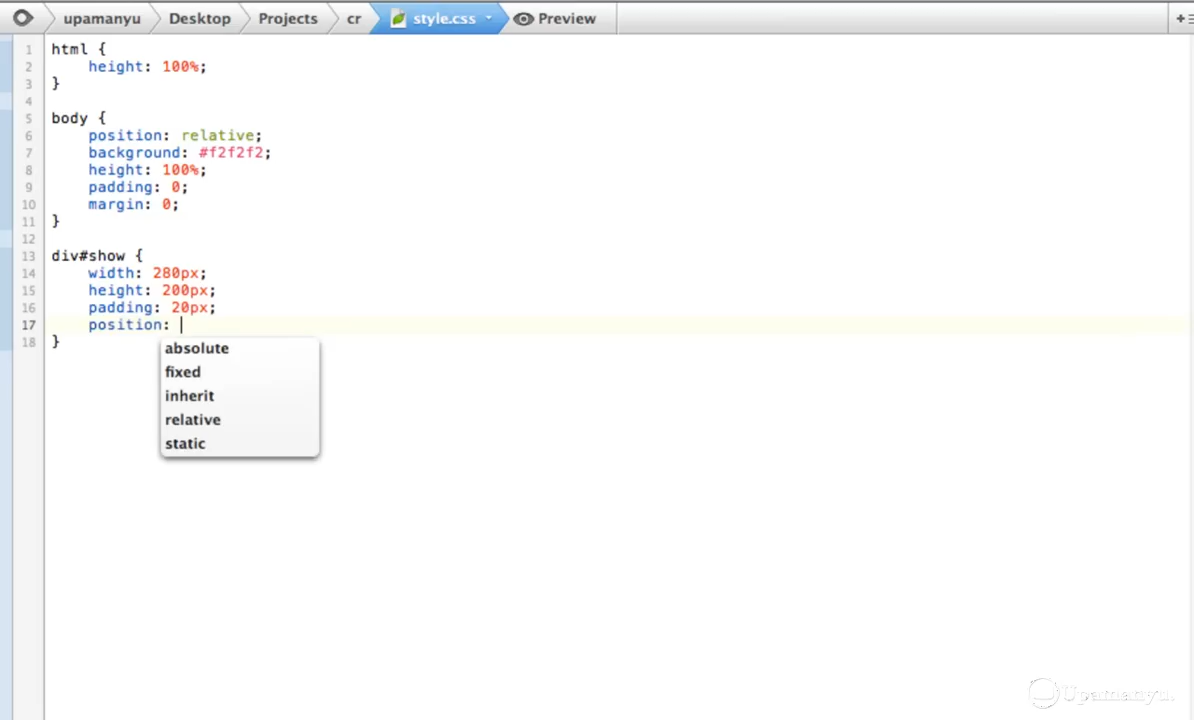 upamanyu Desktop Projects cr style.css Preview
1 html {
2 height: 100%;
3 }
4
5 body {
6 position: relative;
7 background: #f2f2f2;
8 height: 100%;
9 padding: 0;
10 margin: 0;
11 }
12
13 div#show {
14 width: 280px;
15 height: 200px;
16 padding: 20px;
17 position:
18 }
absolute
fixed
inherit
relative
static
Upamanyu.